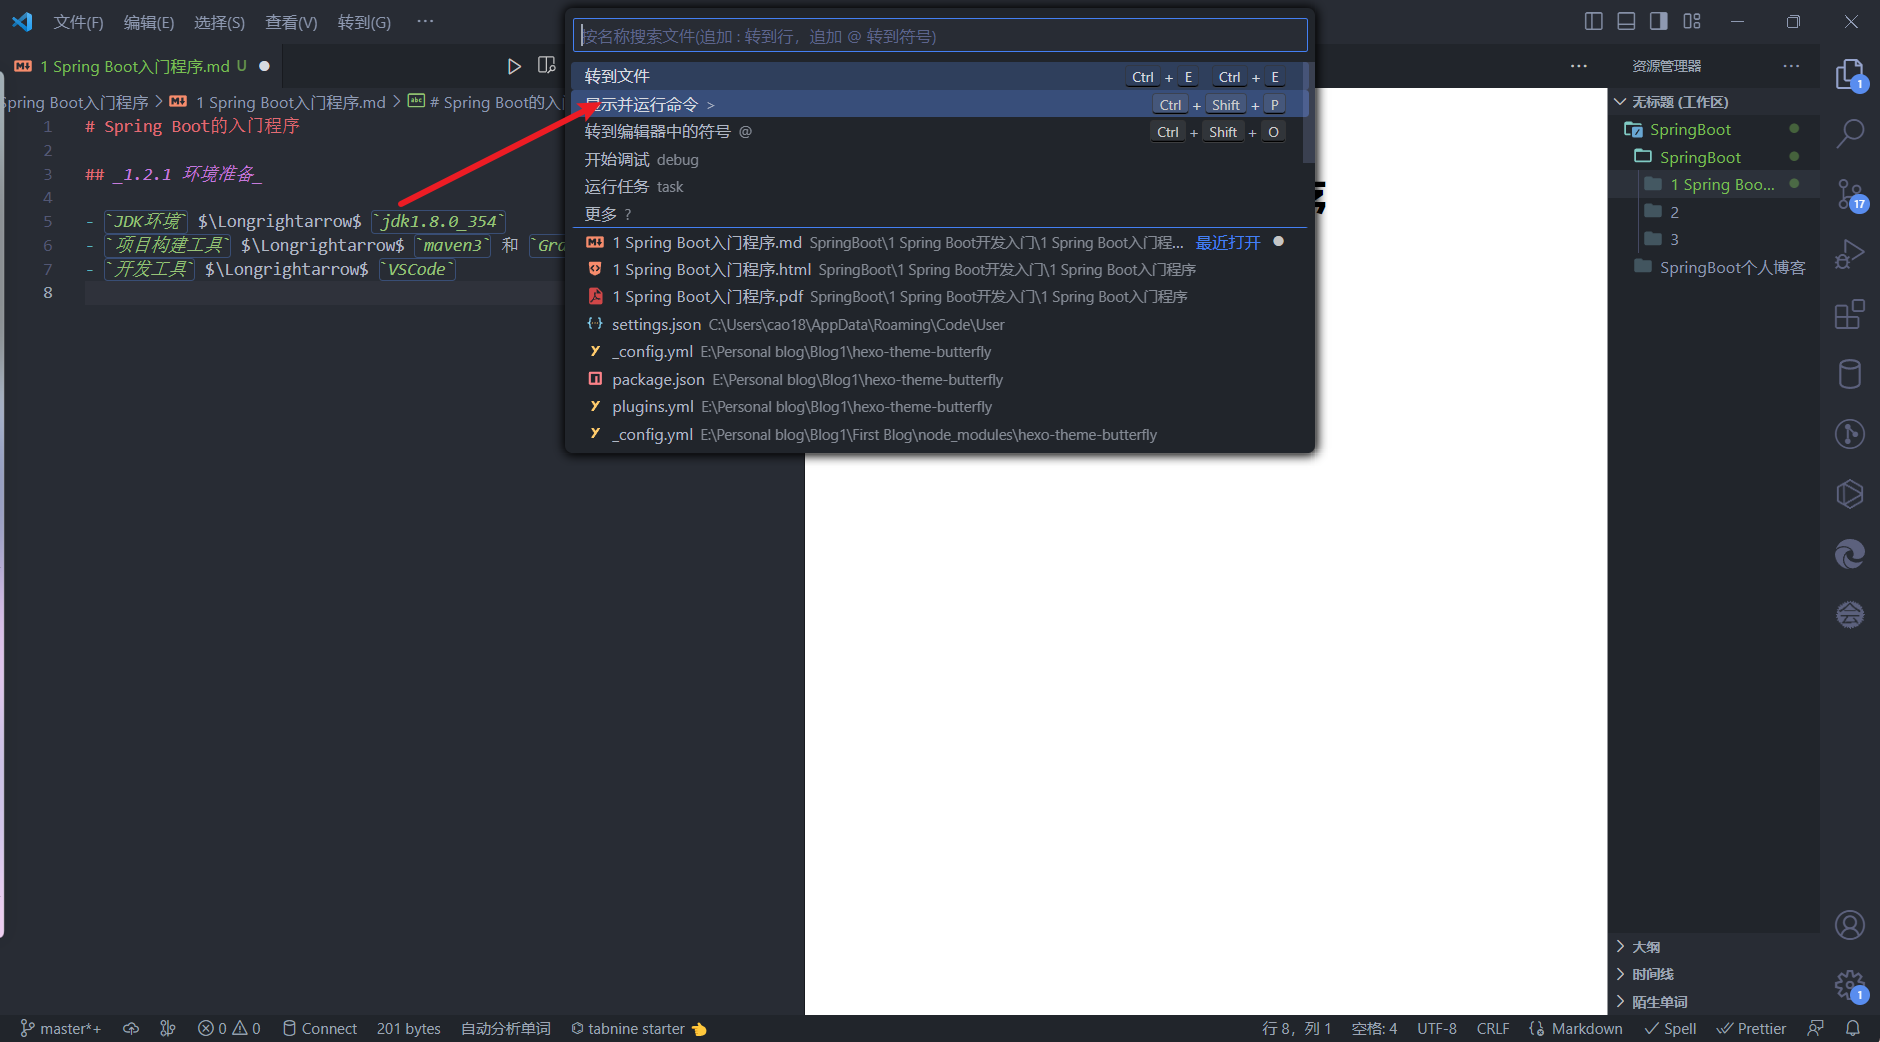 文件(F) 编辑(E) 选择(S) 查看(V) 转到(G) ···
按名称搜索文件(追加 : 转到行，追加 @ 转到符号)
转到文件 Ctrl + E Ctrl + E
示并运行命令 > Ctrl + Shift + P
转到编辑器中的符号 @ Ctrl + Shift + O
开始调试 debug
运行任务 task
更多 ?
1 Spring Boot入门程序.md SpringBoot\1 Spring Boot开发入门\1 Spring Boot入门程... 最近打开
1 Spring Boot入门程序.html SpringBoot\1 Spring Boot开发入门\1 Spring Boot入门程序
1 Spring Boot入门程序.pdf SpringBoot\1 Spring Boot开发入门\1 Spring Boot入门程序
settings.json C:\Users\cao18\AppData\Roaming\Code\User
_config.yml E:\Personal blog\Blog1\hexo-theme-butterfly
package.json E:\Personal blog\Blog1\hexo-theme-butterfly
plugins.yml E:\Personal blog\Blog1\hexo-theme-butterfly
_config.yml E:\Personal blog\Blog1\First Blog\node_modules\hexo-theme-butterfly
1 Spring Boot入门程序.md U
Spring Boot入门程序 > 1 Spring Boot入门程序.md > # Spring Boot的入
1 # Spring Boot的入门程序
2
3 ## _1.2.1 环境准备_
4
5 - `JDK环境` $\Longrightarrow$ `jdk1.8.0_354`
6 - `项目构建工具` $\Longrightarrow$ `maven3` 和 `Gra
7 - `开发工具` $\Longrightarrow$ `VSCode`
8
资源管理器 ···
无标题 (工作区)
SpringBoot
SpringBoot
1 Spring Boo...
2
3
SpringBoot个人博客
大纲
时间线
陌生单词
1
17
会
1
master*+ 0 0 Connect 201 bytes 自动分析单词 tabnine starter 行 8，列 1 空格: 4 UTF-8 CRLF Markdown Spell Prettier